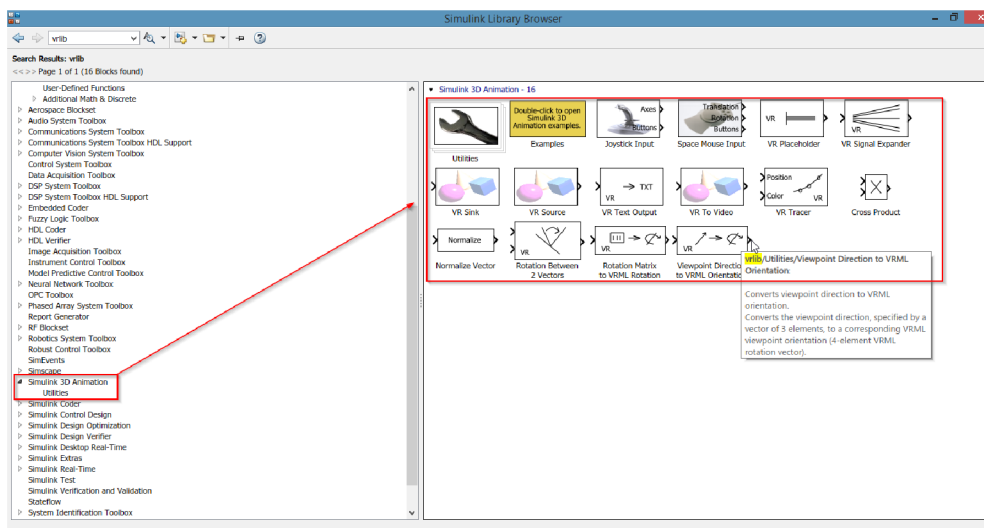 Simulink Library Browser
vrlib
Search Results: vrlib
<<.>> Page 1 of 1 (16 Blocks found)
User-Defined Functions
Additional Math & Discrete
Aerospace Blockset
Audio System Toolbox
Communications System Toolbox
Communications System Toolbox HDL Support
Computer Vision System Toolbox
Control System Toolbox
Data Acquisition Toolbox
DSP System Toolbox
DSP System Toolbox HDL Support
Embedded Coder
Fuzzy Logic Toolbox
HDL Coder
HDL Verifier
Image Acquisition Toolbox
Instrument Control Toolbox
Model Predictive Control Toolbox
Neural Network Toolbox
OPC Toolbox
Phased Array System Toolbox
Report Generator
RF Blockset
Robotics System Toolbox
Robust Control Toolbox
SimEvents
Simscape
Simulink 3D Animation
Utilities
Simulink Coder
Simulink Control Design
Simulink Design Optimization
Simulink Design Verifier
Simulink Desktop Real-Time
Simulink Extras
Simulink Real-Time
Simulink Test
Simulink Verification and Validation
Stateflow
System Identification Toolbox
Simulink 3D Animation - 16
Double-click to open
Simulink 3D
Animation examples.
Axes
Buttons
Translation
Rotation
Buttons
VR
VR
Utilities
Examples
Joystick Input
Space Mouse Input
VR Placeholder
VR Signal Expander
TXT
VR
Position
Color
VR
X
VR Sink
VR Source
VR Text Output
VR To Video
VR Tracer
Cross Product
Normalize
VR
VR
VR
Normalize Vector
Rotation Between
2 Vectors
Rotation Matrix
to VRML Rotation
Viewpoint Directio
to VRML Orientatio
vrlib/Utilities/Viewpoint Direction to VRML
Orientation:
Converts viewpoint direction to VRML
orientation.
Converts the viewpoint direction, specified by a
vector of 3 elements, to a corresponding VRML
viewpoint orientation (4-element VRML
rotation vector).